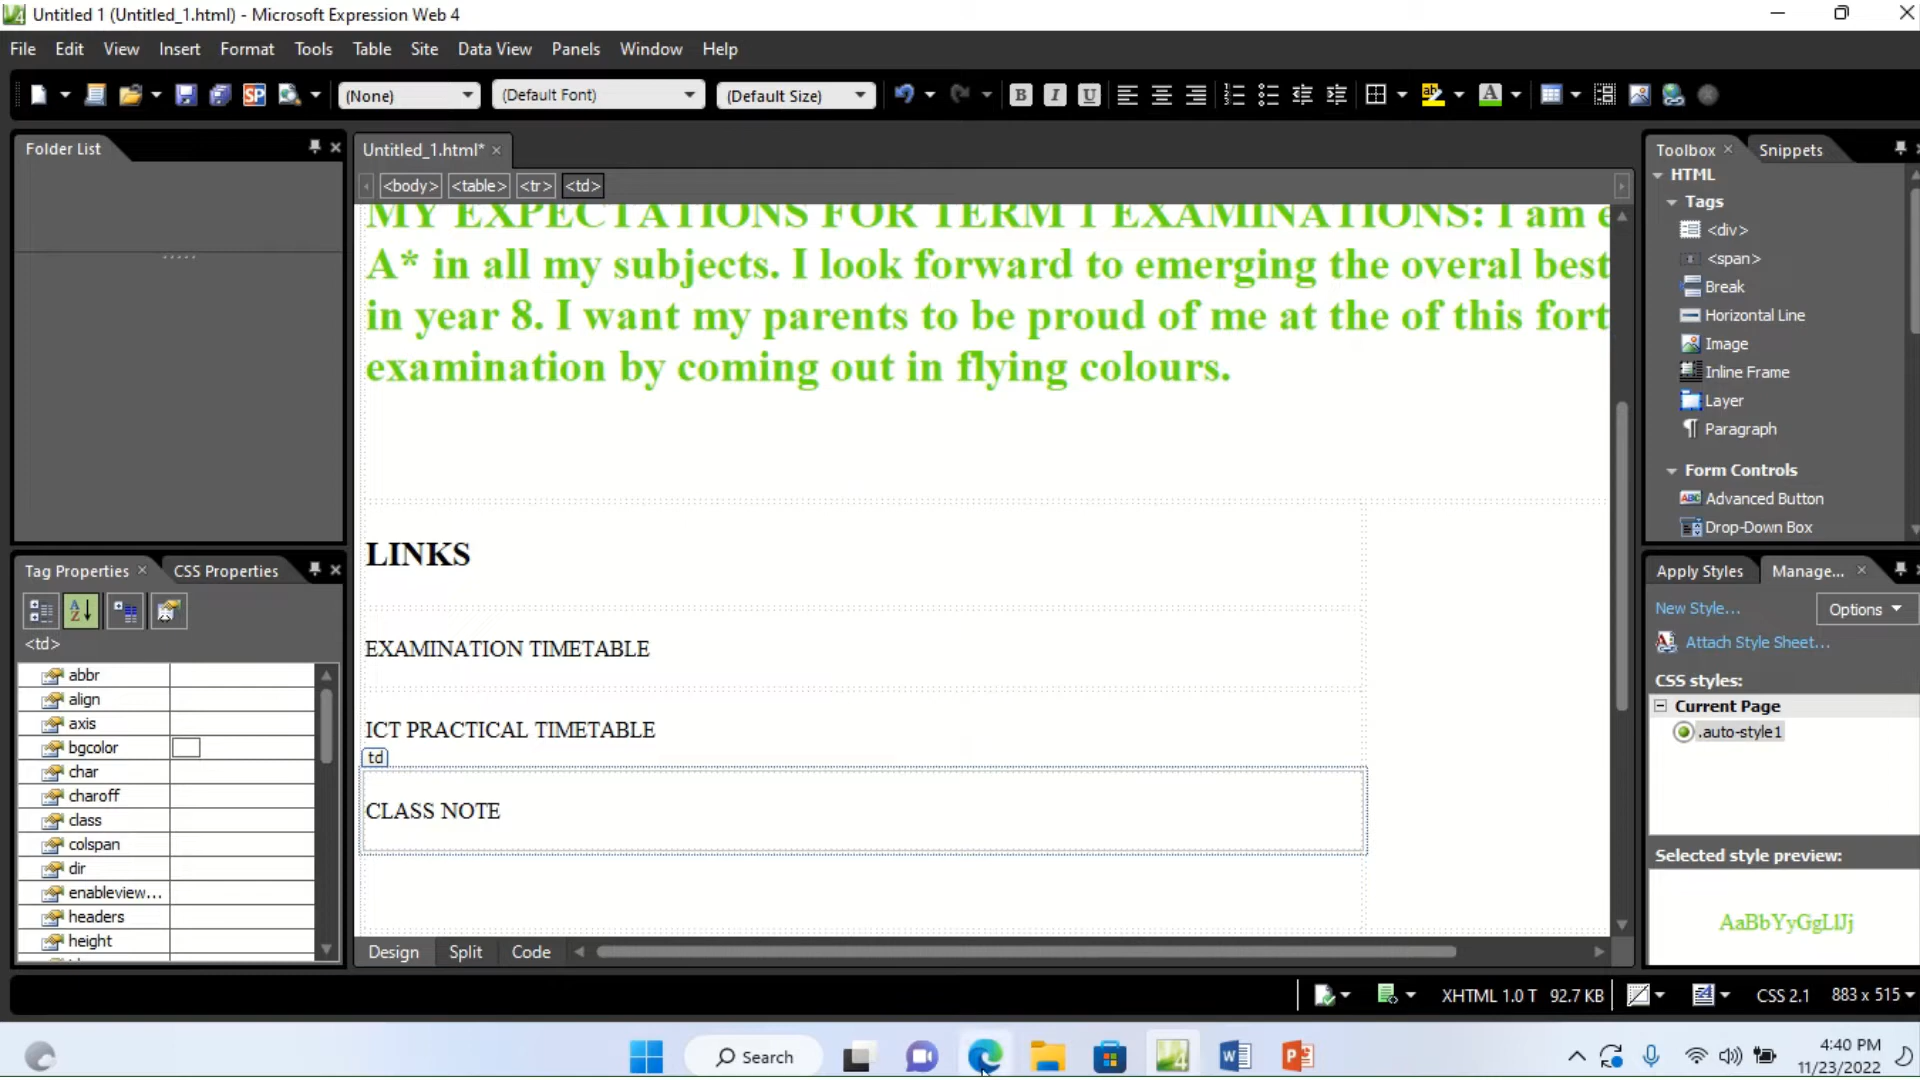 Untitled 1 (Untitled_1.html) - Microsoft Expression Web 4
File Edit View Insert Format Tools Table Site Data View Panels Window Help
(None) (Default Font) (Default Size)
Folder List
Untitled_1.html*
<body> <table> <tr> <td>
MY EXPECTATIONS FOR TERM 1 EXAMINATIONS: I am e
A* in all my subjects. I look forward to emerging the overal best
in year 8. I want my parents to be proud of me at the of this fort
examination by coming out in flying colours.
LINKS
EXAMINATION TIMETABLE
ICT PRACTICAL TIMETABLE
td
CLASS NOTE
Design Split Code
Tag Properties CSS Properties
<td>
abbr
align
axis
bgcolor
char
charoff
class
colspan
dir
enableview...
headers
height
Toolbox Snippets
HTML
Tags
<div>
<span>
Break
Horizontal Line
Image
Inline Frame
Layer
Paragraph
Form Controls
Advanced Button
Drop-Down Box
Apply Styles Manage...
New Style... Options
Attach Style Sheet...
CSS styles:
Current Page
.auto-style1
Selected style preview:
AaBbYyGgLlJj
XHTML 1.0 T 92.7 KB CSS 2.1 883 x 515
Search
4:40 PM
11/23/2022